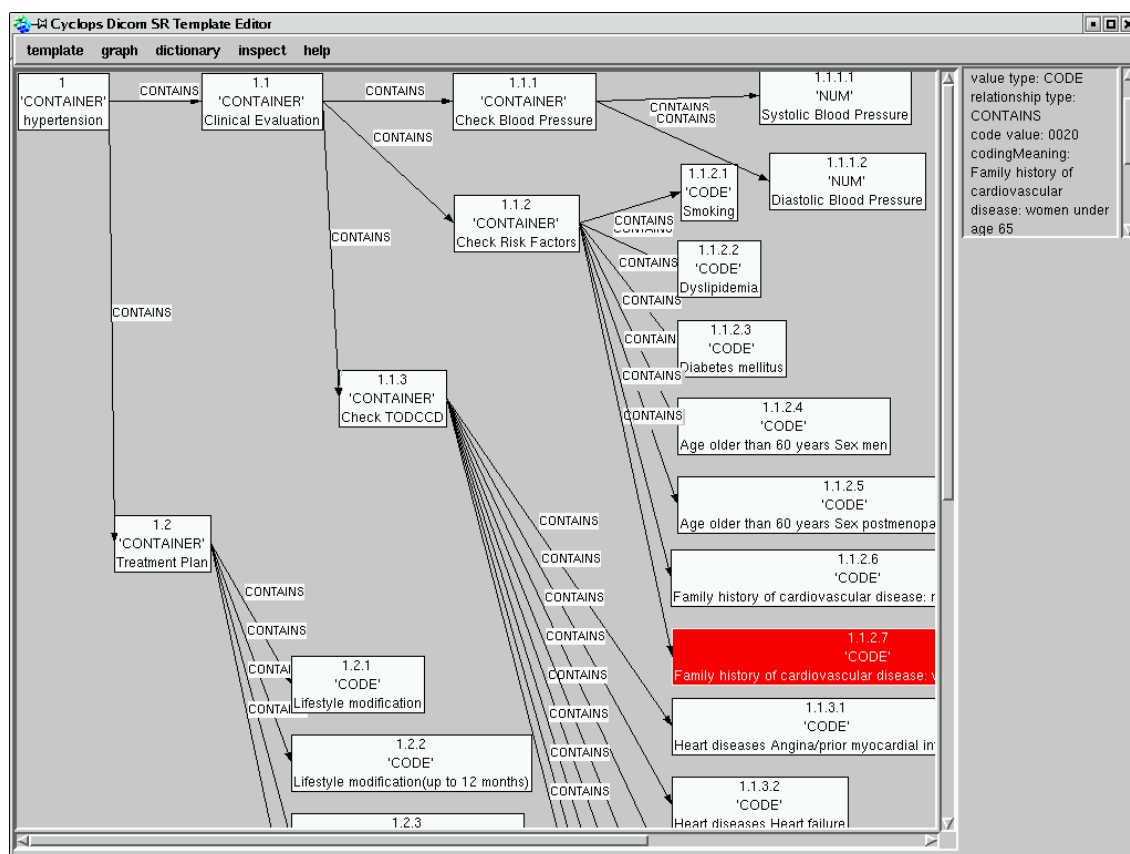 Cyclops Dicom SR Template Editor
template graph dictionary inspect help
1
'CONTAINER'
hypertension
CONTAINS
1.1
'CONTAINER'
Clinical Evaluation
CONTAINS
1.1.1
'CONTAINER'
Check Blood Pressure
CONTAINS
CONTAINS
1.1.1.1
'NUM'
Systolic Blood Pressure
1.1.1.2
'NUM'
Diastolic Blood Pressure
CONTAINS
1.1.2
'CONTAINER'
Check Risk Factors
CONTAINS
CONTAINS
1.1.2.1
'CODE'
Smoking
CONTAINS
1.1.2.2
'CODE'
Dyslipidemia
CONTAINS
1.1.2.3
'CODE'
Diabetes mellitus
CONTAIN
CONTAINS
1.1.2.4
'CODE'
Age older than 60 years Sex men
CONTAINS
1.1.2.5
'CODE'
Age older than 60 years Sex postmenopa
1.1.2.6
'CODE'
Family history of cardiovascular disease:
1.1.2.7
'CODE'
Family history of cardiovascular disease:
CONTAINS
1.1.3
'CONTAINER'
Check TODCCD
CONTAINS
CONTAINS
CONTAINS
CONTAINS
CONTAINS
CONTAINS
CONTAINS
CONTAINS
1.1.3.1
'CODE'
Heart diseases Angina/prior myocardial in
1.1.3.2
'CODE'
Heart diseases Heart failure
CONTAINS
1.2
'CONTAINER'
Treatment Plan
CONTAINS
CONTAINS
CONTAI
CONTAIN
1.2.1
'CODE'
Lifestyle modification
1.2.2
'CODE'
Lifestyle modification(up to 12 months)
1.2.3
value type: CODE
relationship type:
CONTAINS
code value: 0020
codingMeaning:
Family history of
cardiovascular
disease: women under
age 65